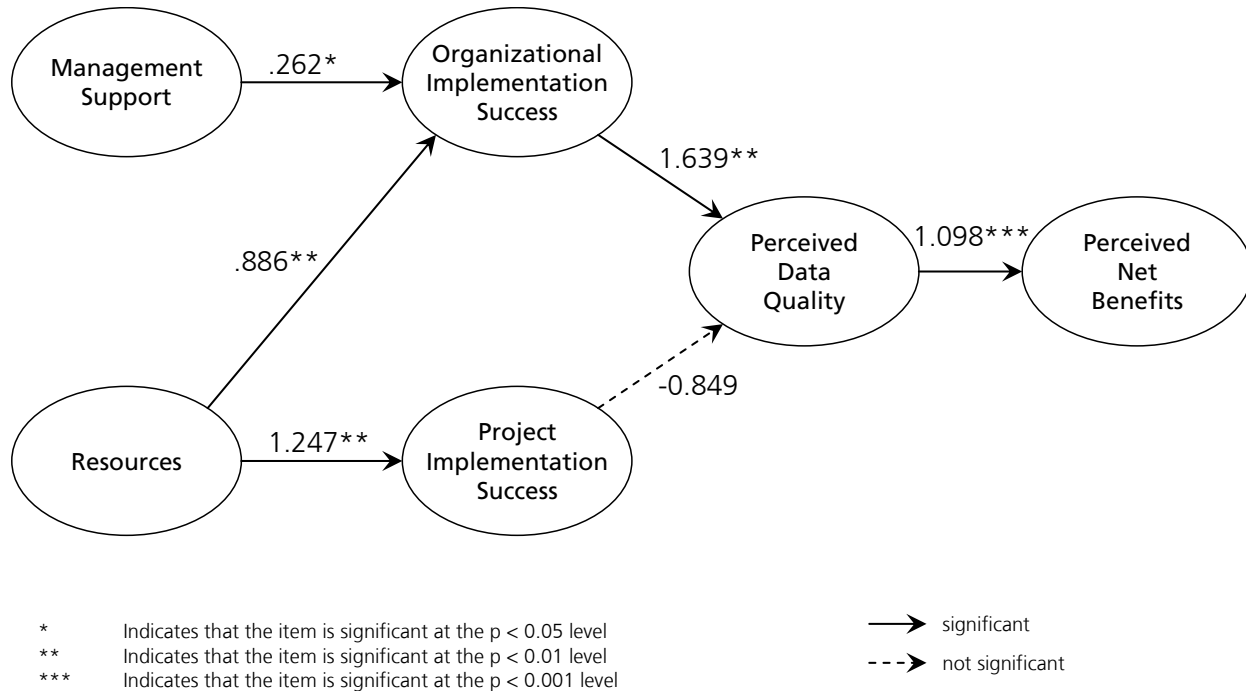 Management
Support
.262*
Organizational
Implementation
Success
1.639**
.886**
Perceived
Data
Quality
1.098***
Perceived
Net
Benefits
-0.849
Resources
1.247**
Project
Implementation
Success
* Indicates that the item is significant at the p < 0.05 level
** Indicates that the item is significant at the p < 0.01 level
*** Indicates that the item is significant at the p < 0.001 level
significant
not significant